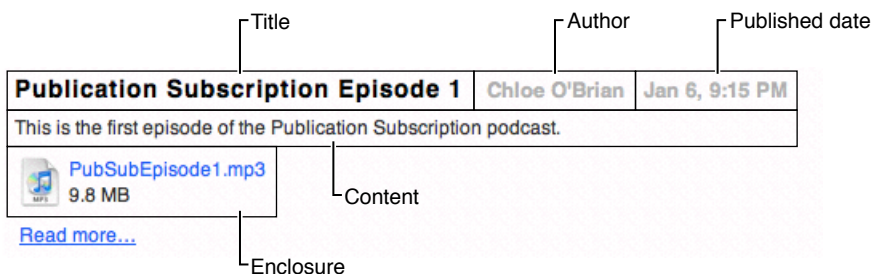 Title
Author
Published date
Publication Subscription Episode 1
Chloe O'Brian
Jan 6, 9:15 PM
This is the first episode of the Publication Subscription podcast.
PubSubEpisode1.mp3
MP3
9.8 MB
Content
Read more...
Enclosure